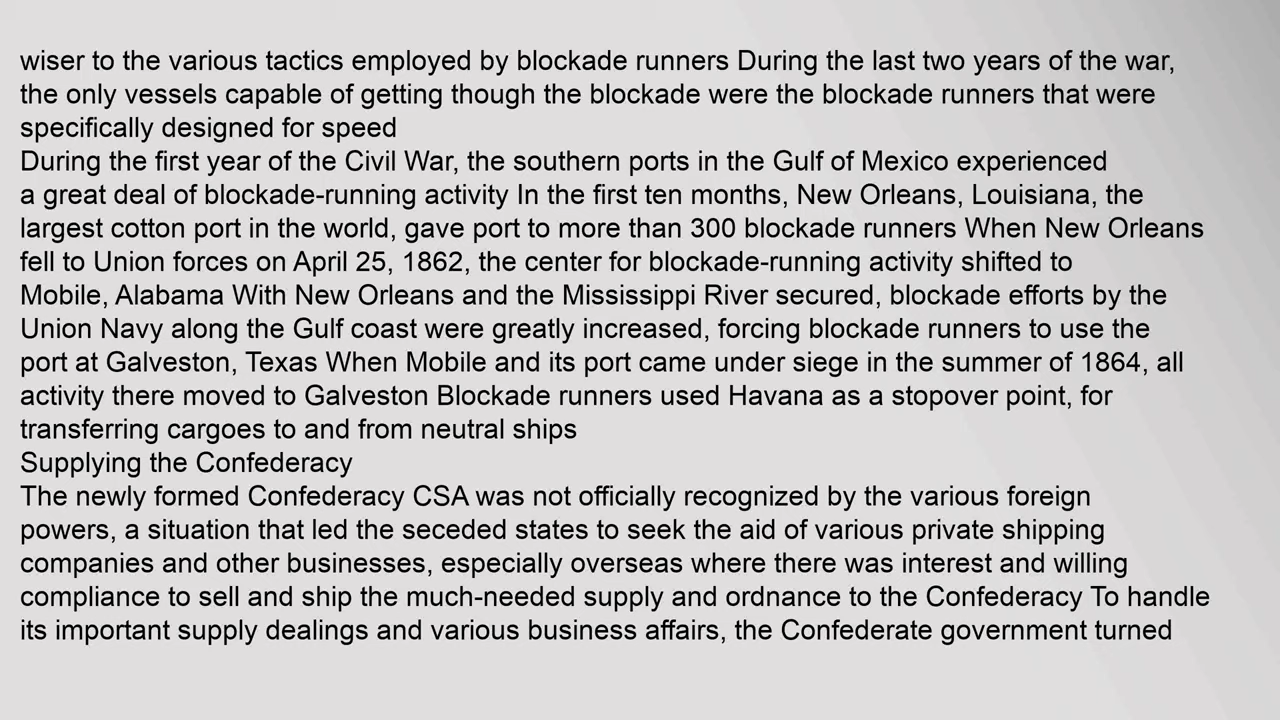 wiser to the various tactics employed by blockade runners During the last two years of the war,
the only vessels capable of getting though the blockade were the blockade runners that were
specifically designed for speed
During the first year of the Civil War, the southern ports in the Gulf of Mexico experienced
a great deal of blockade-running activity In the first ten months, New Orleans, Louisiana, the
largest cotton port in the world, gave port to more than 300 blockade runners When New Orleans
fell to Union forces on April 25, 1862, the center for blockade-running activity shifted to
Mobile, Alabama With New Orleans and the Mississippi River secured, blockade efforts by the
Union Navy along the Gulf coast were greatly increased, forcing blockade runners to use the
port at Galveston, Texas When Mobile and its port came under siege in the summer of 1864, all
activity there moved to Galveston Blockade runners used Havana as a stopover point, for
transferring cargoes to and from neutral ships
Supplying the Confederacy
The newly formed Confederacy CSA was not officially recognized by the various foreign
powers, a situation that led the seceded states to seek the aid of various private shipping
companies and other businesses, especially overseas where there was interest and willing
compliance to sell and ship the much-needed supply and ordnance to the Confederacy To handle
its important supply dealings and various business affairs, the Confederate government turned